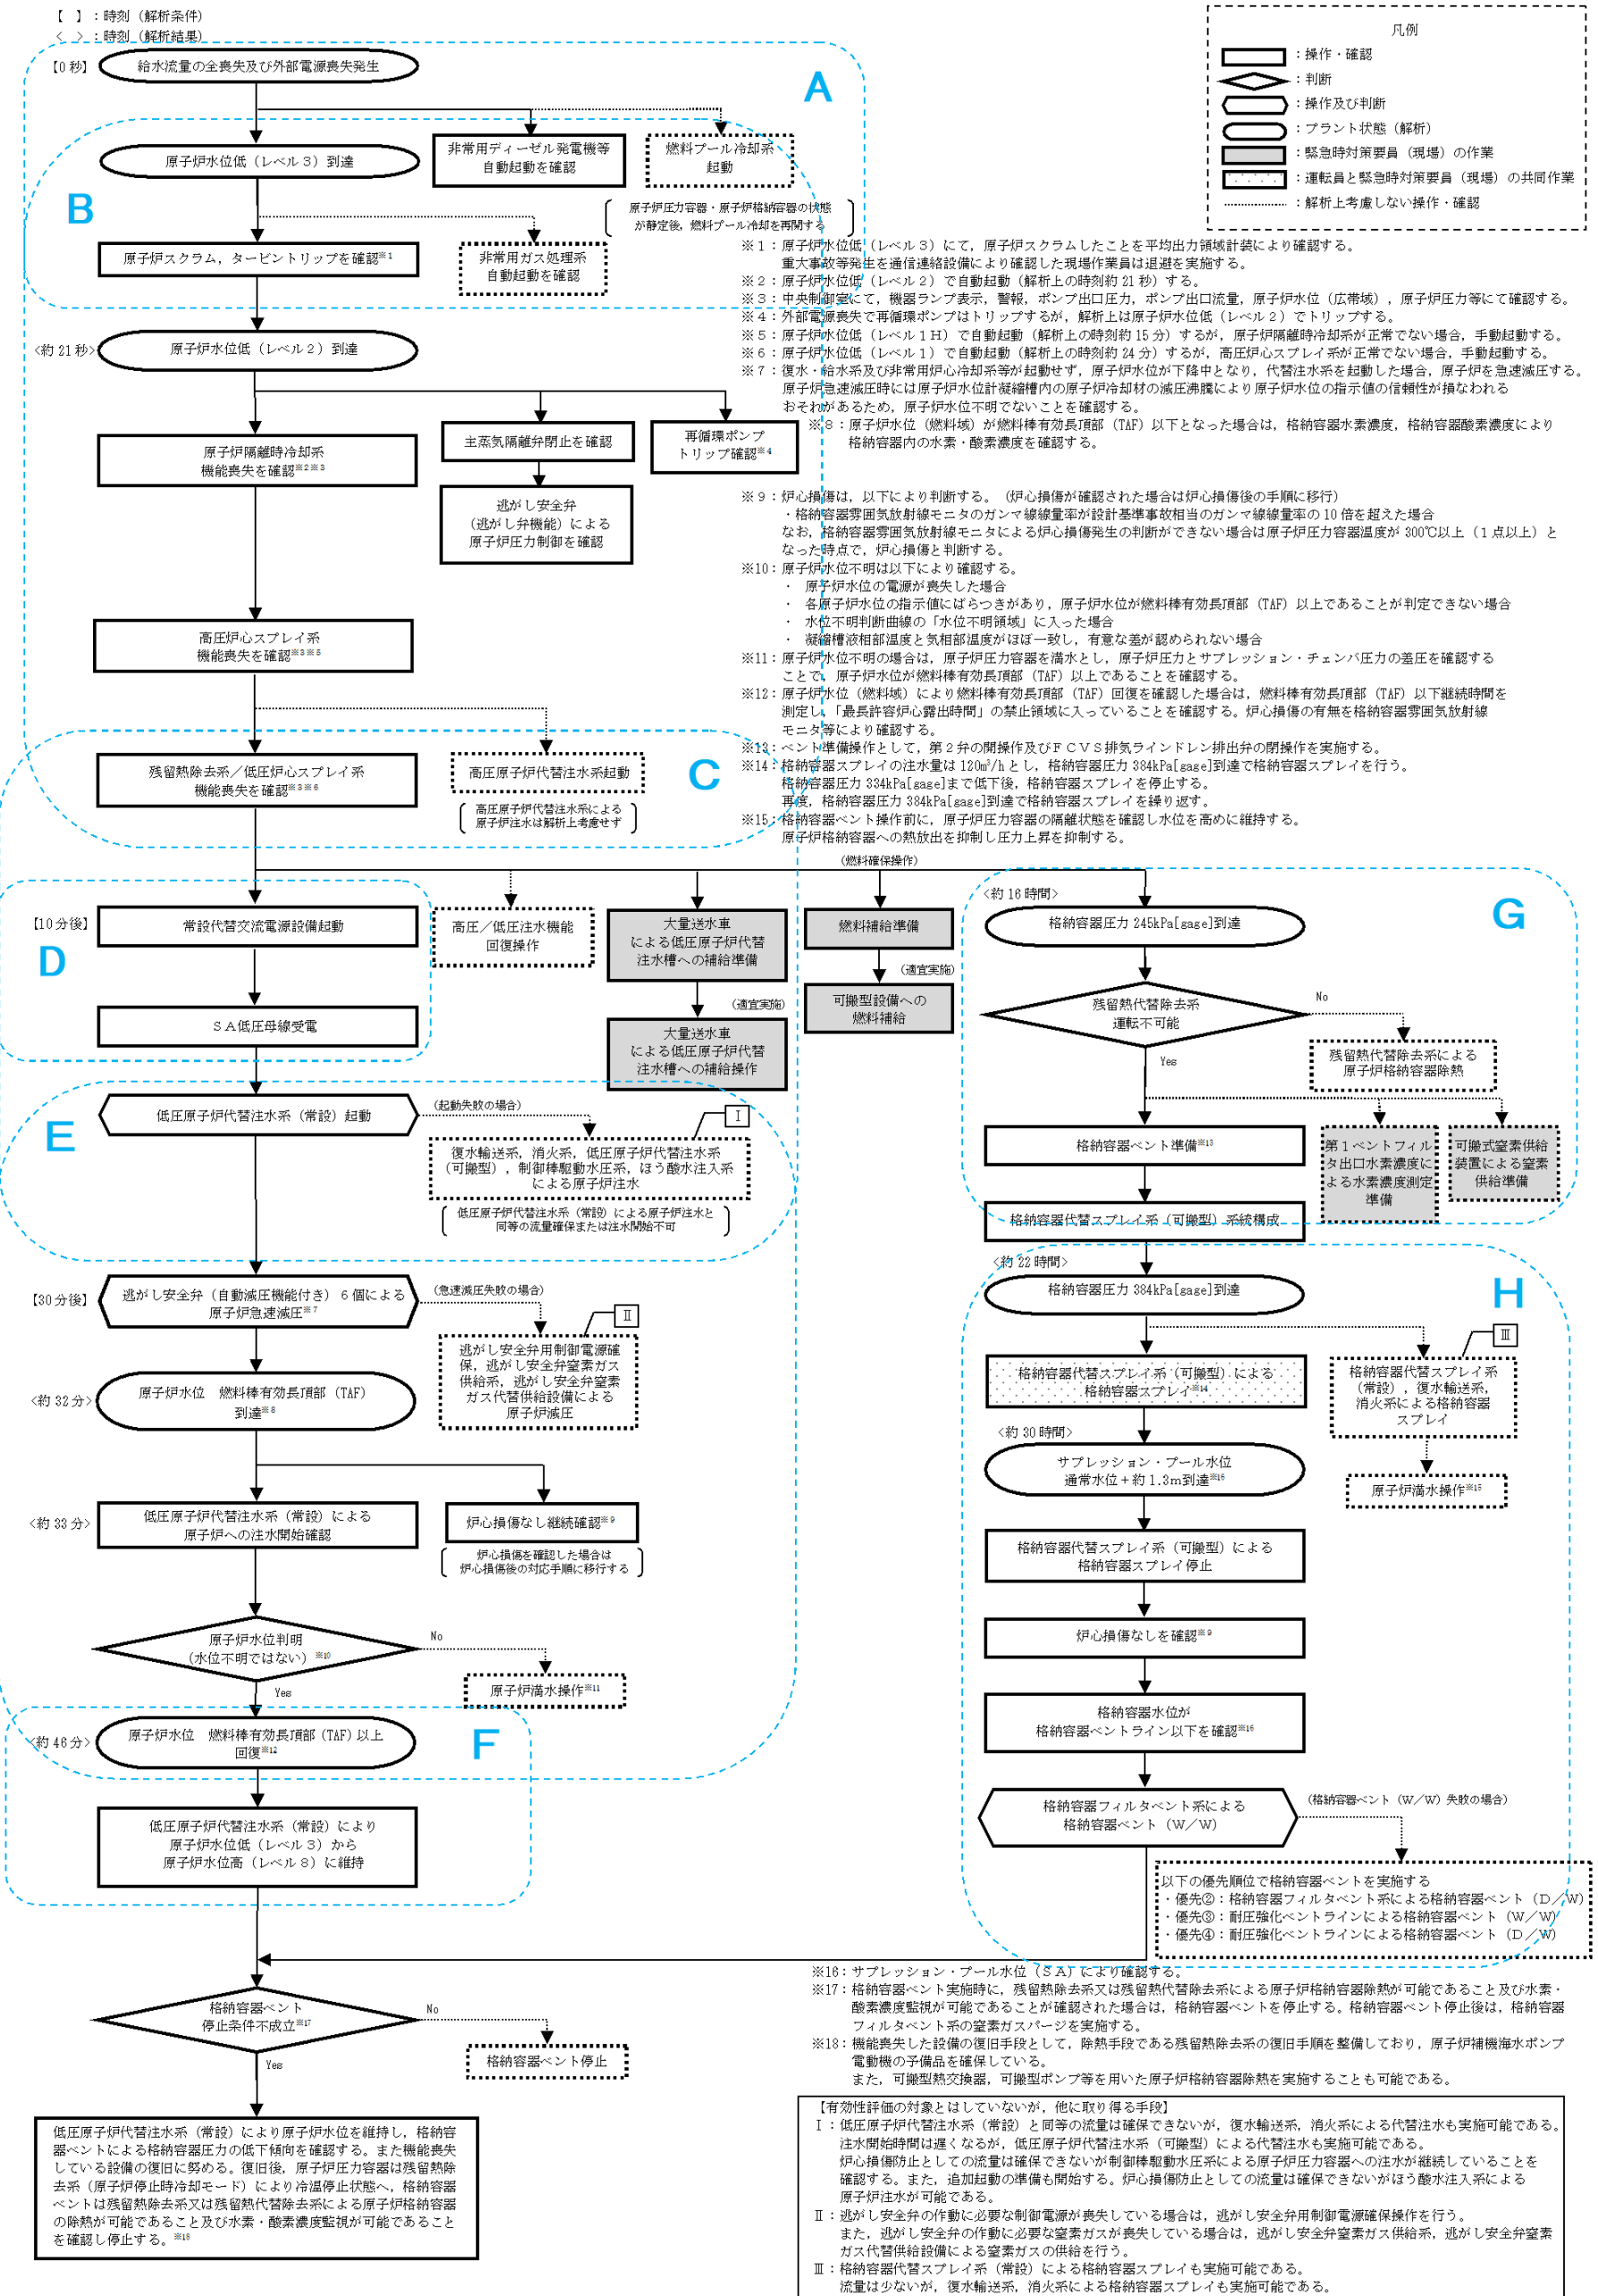 【　】：時刻（解析条件）
＜　＞：時刻（解析結果）
凡例
：操作・確認
：判断
：操作及び判断
：プラント状態（解析）
：緊急時対策要員（現場）の作業
：運転員と緊急時対策要員（現場）の共同作業
：解析上考慮しない操作・確認
A
【0秒】
給水流量の全喪失及び外部電源喪失発生
B
原子炉水位低（レベル３）到達
非常用ディーゼル発電機等
自動起動を確認
燃料プール冷却系
起動
原子炉圧力容器・原子炉格納容器の状態
が静定後，燃料プール冷却を再開する
原子炉スクラム，タービントリップを確認※1
非常用ガス処理系
自動起動を確認
＜約21秒＞
原子炉水位低（レベル２）到達
原子炉隔離時冷却系
機能喪失を確認※2※3
主蒸気隔離弁閉止を確認
再循環ポンプ
トリップ確認※4
逃がし安全弁
（逃がし弁機能）による
原子炉圧力制御を確認
高圧炉心スプレイ系
機能喪失を確認※3※5
C
残留熱除去系／低圧炉心スプレイ系
機能喪失を確認※3※6
高圧原子炉代替注水系起動
高圧原子炉代替注水系による
原子炉注水は解析上考慮せず
※１：原子炉水位低（レベル３）にて，原子炉スクラムしたことを平均出力領域計装により確認する。
重大事故等発生を通信連絡設備により確認した現場作業員は退避を実施する。
※２：原子炉水位低（レベル２）で自動起動（解析上の時刻約21秒）する。
※３：中央制御室にて，機器ランプ表示，警報，ポンプ出口圧力，ポンプ出口流量，原子炉水位（広帯域），原子炉圧力等にて確認する。
※４：外部電源喪失で再循環ポンプはトリップするが，解析上は原子炉水位低（レベル２）でトリップする。
※５：原子炉水位低（レベル１Ｈ）で自動起動（解析上の時刻約15分）するが，原子炉隔離時冷却系が正常でない場合，手動起動する。
※６：原子炉水位低（レベル１）で自動起動（解析上の時刻約24分）するが，高圧炉心スプレイ系が正常でない場合，手動起動する。
※７：復水・給水系及び非常用炉心冷却系等が起動せず，原子炉水位が下降中となり，代替注水系を起動した場合，原子炉を急速減圧する。
原子炉急速減圧時には原子炉水位計凝縮槽内の原子炉冷却材の減圧沸騰により原子炉水位の指示値の信頼性が損なわれる
おそれがあるため，原子炉水位不明でないことを確認する。
※８：原子炉水位（燃料域）が燃料棒有効長頂部（TAF）以下となった場合は，格納容器水素濃度，格納容器酸素濃度により
格納容器内の水素・酸素濃度を確認する。
※９：炉心損傷は，以下により判断する。（炉心損傷が確認された場合は炉心損傷後の手順に移行）
・格納容器雰囲気放射線モニタのガンマ線線量率が設計基準事故相当のガンマ線線量率の10倍を超えた場合
なお，格納容器雰囲気放射線モニタによる炉心損傷発生の判断ができない場合は原子炉圧力容器温度が300℃以上（１点以上）と
なった時点で，炉心損傷と判断する。
※10：原子炉水位不明は以下により確認する。
・　原子炉水位の電源が喪失した場合
・　各原子炉水位の指示値にばらつきがあり，原子炉水位が燃料棒有効長頂部（TAF）以上であることが判定できない場合
・　水位不明判断曲線の「水位不明領域」に入った場合
・　凝縮槽液相部温度と気相部温度がほぼ一致し，有意な差が認められない場合
※11：原子炉水位不明の場合は，原子炉圧力容器を満水とし，原子炉圧力とサプレッション・チェンバ圧力の差圧を確認する
ことで，原子炉水位が燃料棒有効長頂部（TAF）以上であることを確認する。
※12：原子炉水位（燃料域）により燃料棒有効長頂部（TAF）回復を確認した場合は，燃料棒有効長頂部（TAF）以下継続時間を
測定し，「最長許容炉心露出時間」の禁止領域に入っていることを確認する。炉心損傷の有無を格納容器雰囲気放射線
モニタ等により確認する。
※13：ベント準備操作として，第２弁の開操作及びＦＣＶＳ排気ラインドレン排出弁の閉操作を実施する。
※14：格納容器スプレイの注水量は120m³/hとし，格納容器圧力384kPa[gage]到達で格納容器スプレイを行う。
格納容器圧力334kPa[gage]まで低下後，格納容器スプレイを停止する。
再度，格納容器圧力384kPa[gage]到達で格納容器スプレイを繰り返す。
※15：格納容器ベント操作前に，原子炉圧力容器の隔離状態を確認し水位を高めに維持する。
原子炉格納容器への熱放出を抑制し圧力上昇を抑制する。
D
【10分後】
常設代替交流電源設備起動
ＳＡ低圧母線受電
高圧／低圧注水機能
回復操作
大量送水車
による低圧原子炉代替
注水槽への補給準備
（適宜実施）
大量送水車
による低圧原子炉代替
注水槽への補給操作
（燃料確保操作）
燃料補給準備
（適宜実施）
可搬型設備への
燃料補給
E
低圧原子炉代替注水系（常設）起動
（起動失敗の場合）
Ⅰ
復水輸送系，消火系，低圧原子炉代替注水系
（可搬型），制御棒駆動水圧系，ほう酸水注入系
による原子炉注水
低圧原子炉代替注水系（常設）による原子炉注水と
同等の流量確保または注水開始不可
【30分後】
逃がし安全弁（自動減圧機能付き）６個による
原子炉急速減圧※7
（急速減圧失敗の場合）
Ⅱ
逃がし安全弁用制御電源確
保，逃がし安全弁窒素ガス
供給系，逃がし安全弁窒素
ガス代替供給設備による
原子炉減圧
＜約32分＞
原子炉水位　燃料棒有効長頂部（TAF）
到達※8
＜約33分＞
低圧原子炉代替注水系（常設）による
原子炉への注水開始確認
炉心損傷なし継続確認※9
炉心損傷を確認した場合は
炉心損傷後の対応手順に移行する
原子炉水位判明
（水位不明ではない）※10
No
原子炉満水操作※11
Yes
F
＜約46分＞
原子炉水位　燃料棒有効長頂部（TAF）以上
回復※12
低圧原子炉代替注水系（常設）により
原子炉水位低（レベル３）から
原子炉水位高（レベル８）に維持
G
＜約16時間＞
格納容器圧力 245kPa[gage]到達
残留熱代替除去系
運転不可能
No
残留熱代替除去系による
原子炉格納容器除熱
Yes
格納容器ベント準備※13
第１ベントフィル
タ出口水素濃度に
よる水素濃度測定
準備
可搬式窒素供給
装置による窒素
供給準備
格納容器代替スプレイ系（可搬型）系統構成
H
＜約22時間＞
格納容器圧力 384kPa[gage]到達
格納容器代替スプレイ系（可搬型）による
格納容器スプレイ※14
Ⅲ
格納容器代替スプレイ系
（常設），復水輸送系，
消火系による格納容器
スプレイ
原子炉満水操作※15
＜約30時間＞
サプレッション・プール水位
通常水位＋約1.3m到達※16
格納容器代替スプレイ系（可搬型）による
格納容器スプレイ停止
炉心損傷なしを確認※9
格納容器水位が
格納容器ベントライン以下を確認※16
格納容器フィルタベント系による
格納容器ベント（Ｗ／Ｗ）
（格納容器ベント（Ｗ／Ｗ）失敗の場合）
以下の優先順位で格納容器ベントを実施する
・優先②：格納容器フィルタベント系による格納容器ベント（Ｄ／Ｗ）
・優先③：耐圧強化ベントラインによる格納容器ベント（Ｗ／Ｗ）
・優先④：耐圧強化ベントラインによる格納容器ベント（Ｄ／Ｗ）
格納容器ベント
停止条件不成立※17
No
格納容器ベント停止
Yes
低圧原子炉代替注水系（常設）により原子炉水位を維持し，格納容
器ベントによる格納容器圧力の低下傾向を確認する。また機能喪失
している設備の復旧に努める。復旧後，原子炉圧力容器は残留熱除
去系（原子炉停止時冷却モード）により冷温停止状態へ，格納容器
ベントは残留熱除去系又は残留熱代替除去系による原子炉格納容器
の除熱が可能であること及び水素・酸素濃度監視が可能であること
を確認し停止する。※18
※16：サプレッション・プール水位（ＳＡ）により確認する。
※17：格納容器ベント実施時に，残留熱除去系又は残留熱代替除去系による原子炉格納容器除熱が可能であること及び水素・
酸素濃度監視が可能であることが確認された場合は，格納容器ベントを停止する。格納容器ベント停止後は，格納容器
フィルタベント系の窒素ガスパージを実施する。
※18：機能喪失した設備の復旧手段として，除熱手段である残留熱除去系の復旧手順を整備しており，原子炉補機海水ポンプ
電動機の予備品を確保している。
また，可搬型熱交換器，可搬型ポンプ等を用いた原子炉格納容器除熱を実施することも可能である。
【有効性評価の対象とはしていないが，他に取り得る手段】
Ⅰ：低圧原子炉代替注水系（常設）と同等の流量は確保できないが，復水輸送系，消火系による代替注水も実施可能である。
注水開始時間は遅くなるが，低圧原子炉代替注水系（可搬型）による代替注水も実施可能である。
炉心損傷防止としての流量は確保できないが制御棒駆動水圧系による原子炉圧力容器への注水が継続していることを
確認する。また，追加起動の準備も開始する。炉心損傷防止としての流量は確保できないがほう酸水注入系による
原子炉注水が可能である。
Ⅱ：逃がし安全弁の作動に必要な制御電源が喪失している場合は，逃がし安全弁用制御電源確保操作を行う。
また，逃がし安全弁の作動に必要な窒素ガスが喪失している場合は，逃がし安全弁窒素ガス供給系，逃がし安全弁窒素
ガス代替供給設備による窒素ガスの供給を行う。
Ⅲ：格納容器代替スプレイ系（常設）による格納容器スプレイも実施可能である。
流量は少ないが，復水輸送系，消火系による格納容器スプレイも実施可能である。